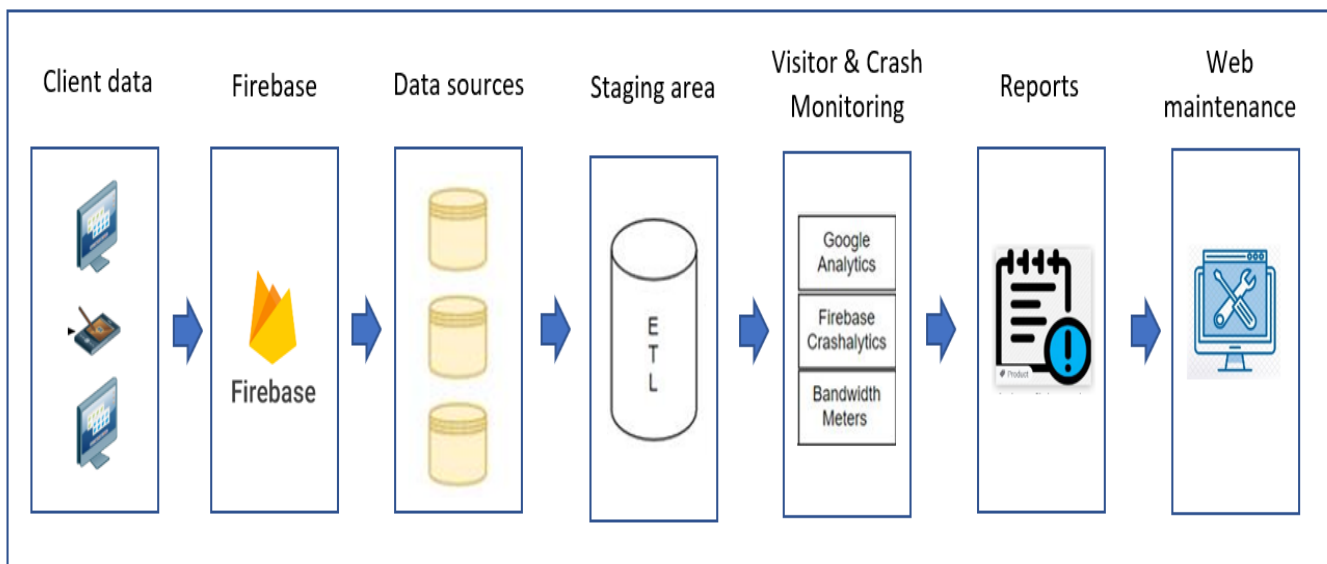 Client data
Firebase
Data sources
Staging area
Visitor & Crash
Monitoring
Reports
Web
maintenance
Firebase
E
T
L
Google
Analytics
Firebase
Crashalytics
Bandwidth
Meters
Product